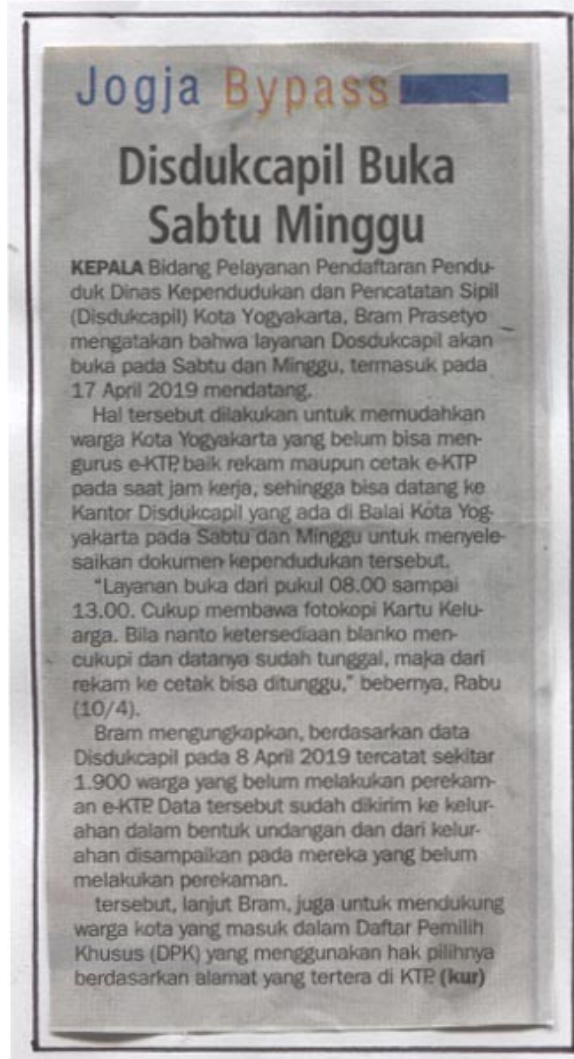 Jogja Bypass
Disdukcapil Buka
Sabtu Minggu
KEPALA Bidang Pelayanan Pendaftaran Pendu-
duk Dinas Kependudukan dan Pencatatan Sipil
(Disdukcapil) Kota Yogyakarta, Bram Prasetyo
mengatakan bahwa layanan Dosdukcapil akan
buka pada Sabtu dan Minggu, termasuk pada
17 April 2019 mendatang.
Hal tersebut dilakukan untuk memudahkan
warga Kota Yogyakarta yang belum bisa men-
gurus e-KTP, baik rekam maupun cetak e-KTP
pada saat jam kerja, sehingga bisa datang ke
Kantor Disdukcapil yang ada di Balai Kota Yog-
yakarta pada Sabtu dan Minggu untuk menyele-
saikan dokumen kependudukan tersebut.
"Layanan buka dari pukul 08.00 sampai
13.00. Cukup membawa fotokopi Kartu Kelu-
arga. Bila nanto ketersediaan blanko men-
cukupi dan datanya sudah tunggal, maka dari
rekam ke cetak bisa ditunggu," bebernya, Rabu
(10/4).
Bram mengungkapkan, berdasarkan data
Disdukcapil pada 8 April 2019 tercatat sekitar
1.900 warga yang belum melakukan perekam-
an e-KTP. Data tersebut sudah dikirim ke kelur-
ahan dalam bentuk undangan dan dari kelur-
ahan disampaikan pada mereka yang belum
melakukan perekaman.
tersebut, lanjut Bram, juga untuk mendukung
warga kota yang masuk dalam Daftar Pemilih
Khusus (DPK) yang menggunakan hak pilihnya
berdasarkan alamat yang tertera di KTP. (kur)